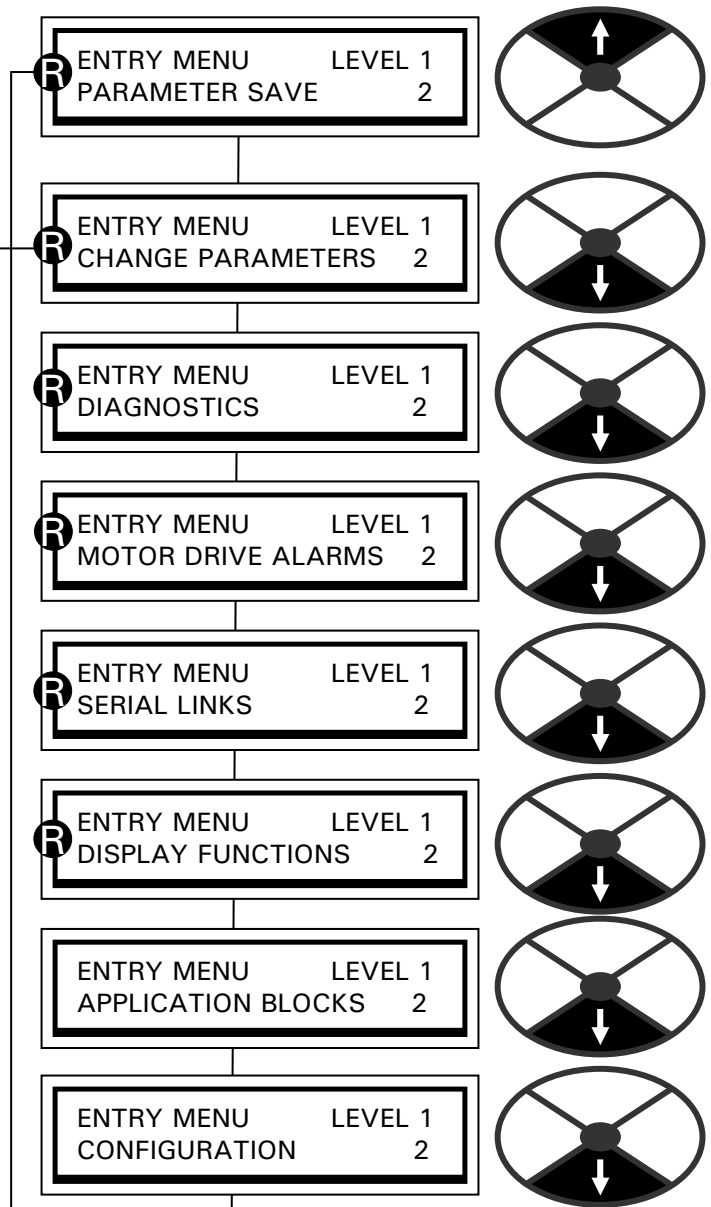 ENTRY MENU LEVEL 1
R
PARAMETER SAVE 2
ENTRY MENU LEVEL 1
R
CHANGE PARAMETERS 2
ENTRY MENU LEVEL 1
R
DIAGNOSTICS 2
ENTRY MENU LEVEL 1
R
MOTOR DRIVE ALARMS 2
ENTRY MENU LEVEL 1
R
SERIAL LINKS 2
ENTRY MENU LEVEL 1
R
DISPLAY FUNCTIONS 2
ENTRY MENU LEVEL 1
APPLICATION BLOCKS 2
ENTRY MENU LEVEL 1
CONFIGURATION 2